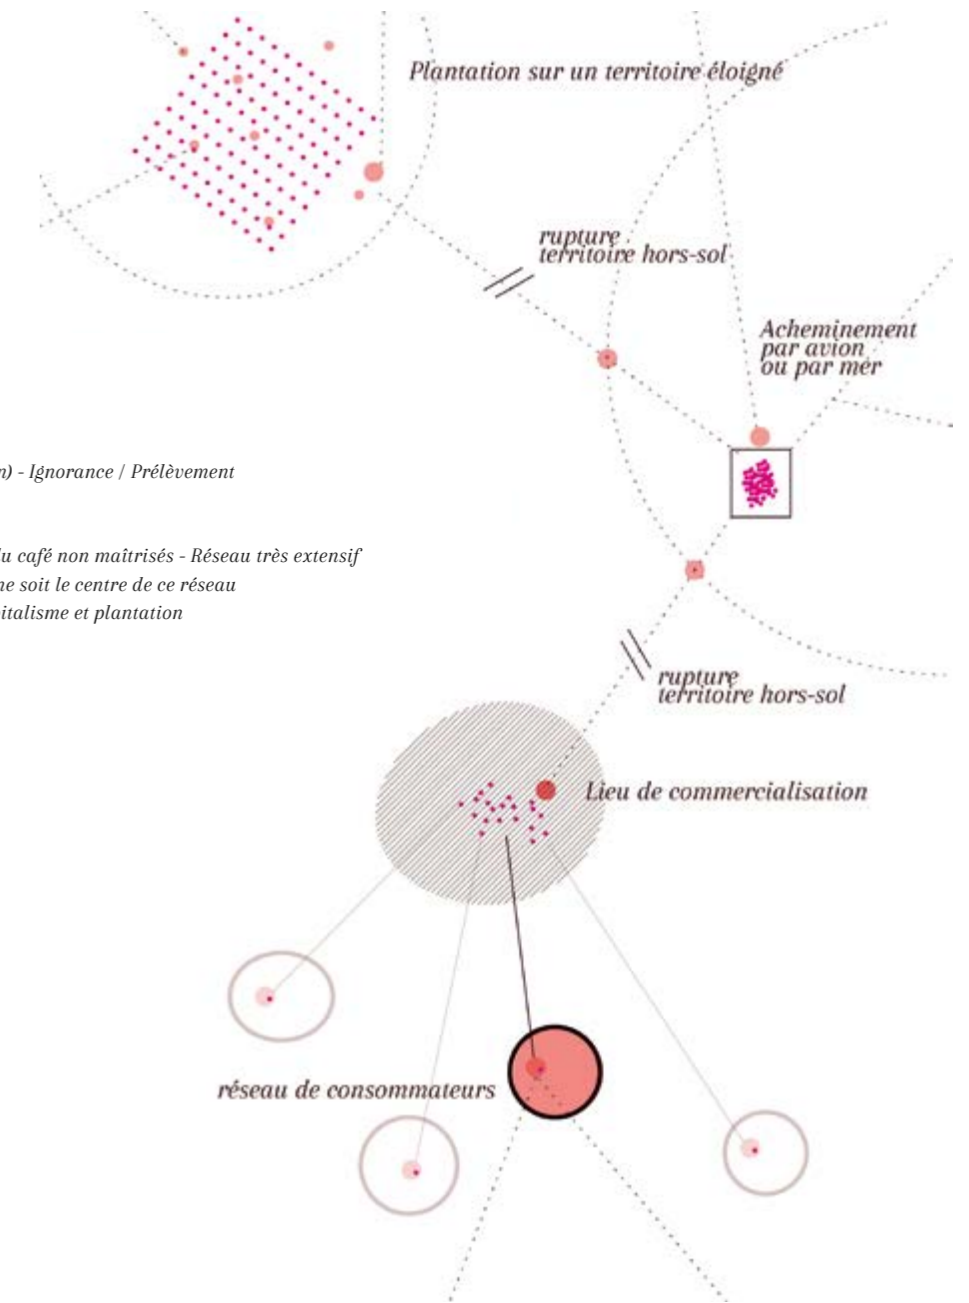 Plantation sur un territoire éloigné
rupture
territoire hors-sol
Acheminement
par avion
ou par mer
n) - Ignorance / Prélèvement
du café non maîtrisés - Réseau très extensif
ne soit le centre de ce réseau
pitalisme et plantation
rupture
territoire hors-sol
Lieu de commercialisation
réseau de consommateurs